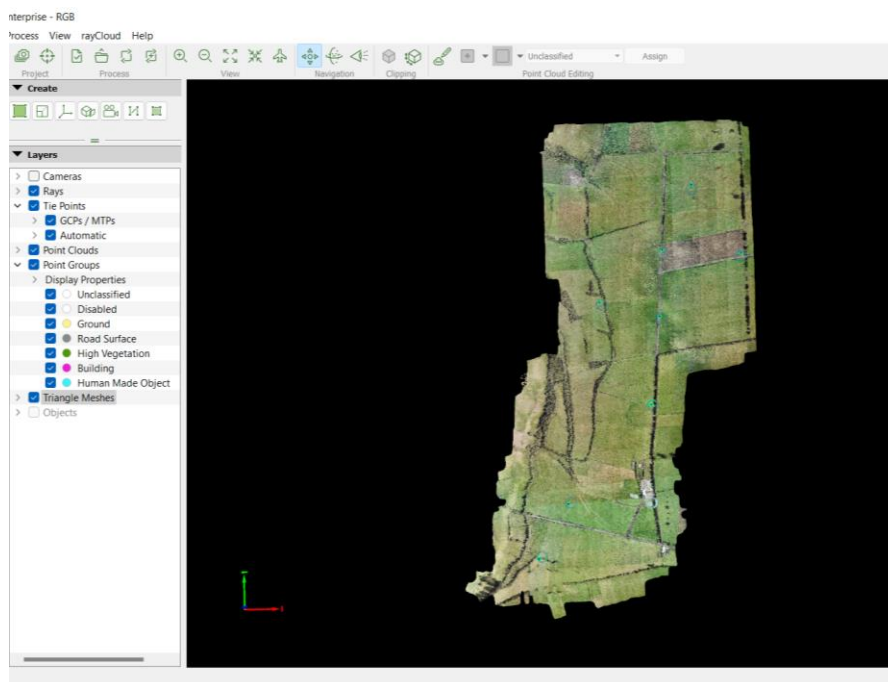 nterprise - RGB
Process View rayCloud Help
Project Process View Navigation Clipping Point Cloud Editing
Unclassified Assign
Create
Layers
Cameras
Rays
Tie Points
GCPs / MTPs
Automatic
Point Clouds
Point Groups
Display Properties
Unclassified
Disabled
Ground
Road Surface
High Vegetation
Building
Human Made Object
Triangle Meshes
Objects